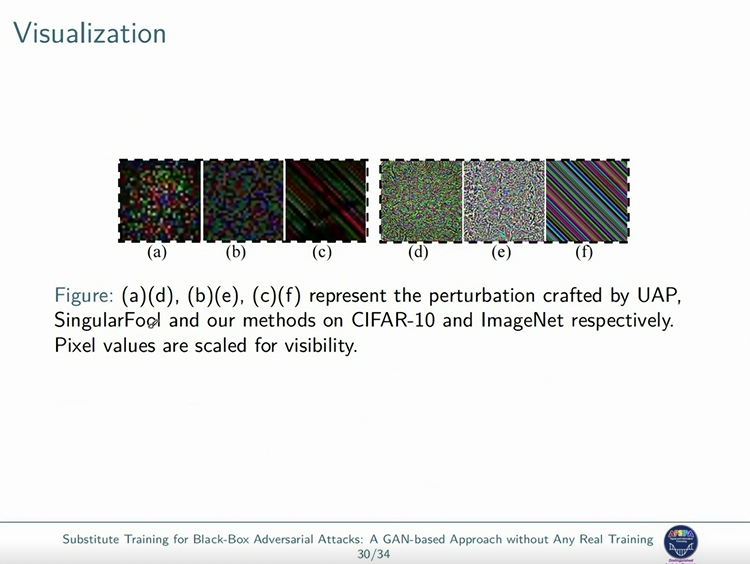 Visualization
(a) (b) (c) (d) (e) (f)
Figure: (a)(d), (b)(e), (c)(f) represent the perturbation crafted by UAP,
SingularFool and our methods on CIFAR-10 and ImageNet respectively.
Pixel values are scaled for visibility.
Substitute Training for Black-Box Adversarial Attacks: A GAN-based Approach without Any Real Training
30/34